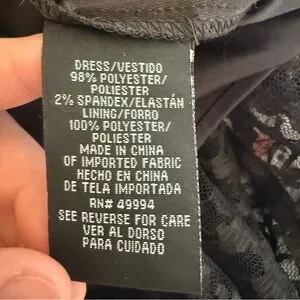 DRESS/VESTIDO
98% POLYESTER/
POLIESTER
2% SPANDEX/ELASTÁN
LINING/FORRO
100% POLYESTER/
POLIESTER
MADE IN CHINA
OF IMPORTED FABRIC
HECHO EN CHINA
DE TELA IMPORTADA
RN# 49994
SEE REVERSE FOR CARE
VER AL DORSO
PARA CUIDADO